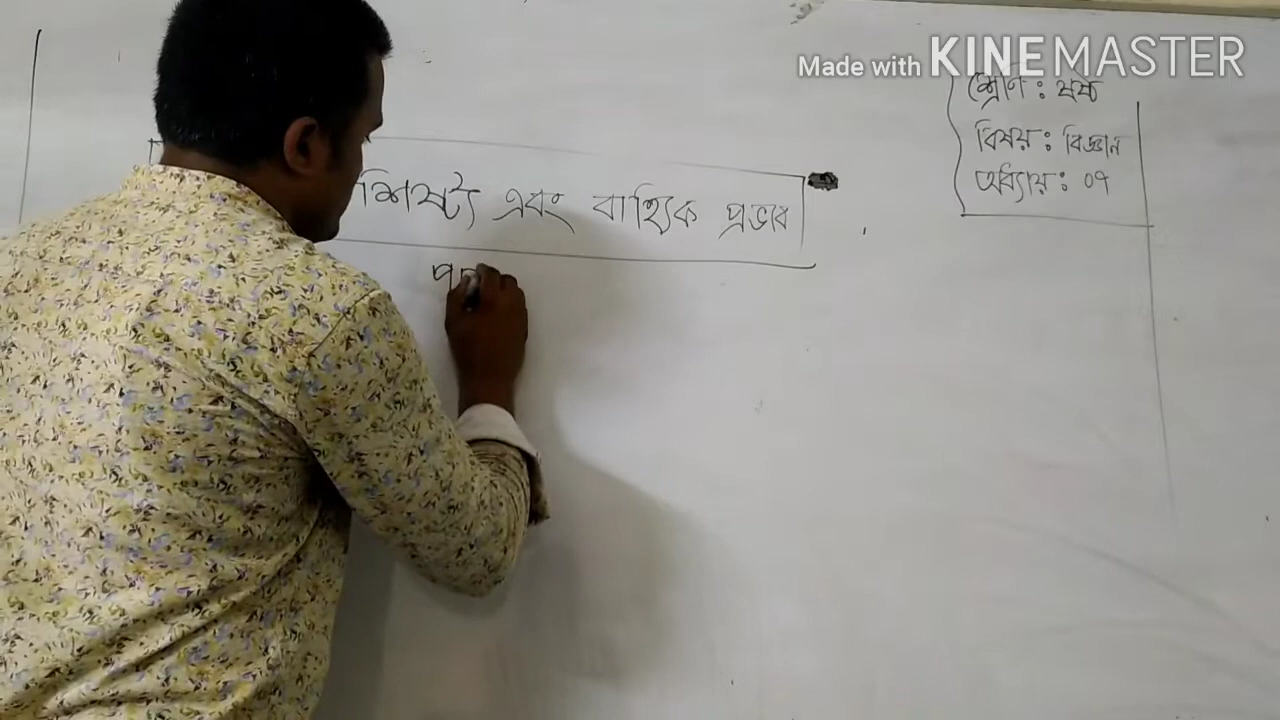 Made with KINEMASTER
শ্রেণি : ষষ্ঠ
বিষয় : বিজ্ঞান
অধ্যায় : ০৭
শিষ্ট্য এবং বাহ্যিক প্রভাব